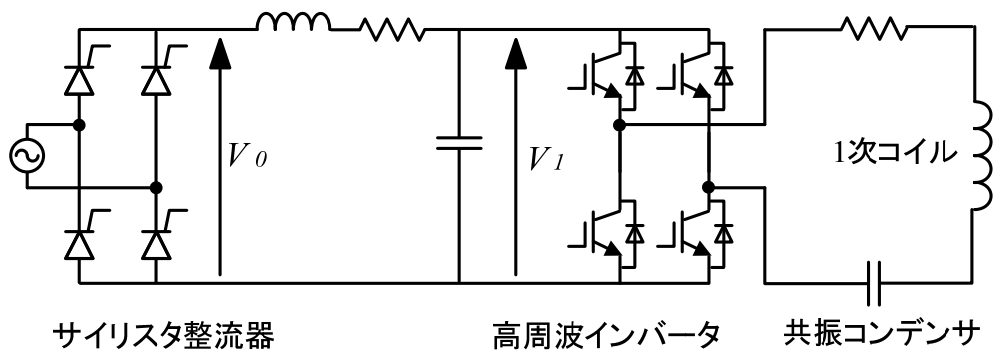 V0
V1
1次コイル
サイリスタ整流器
高周波インバータ
共振コンデンサ